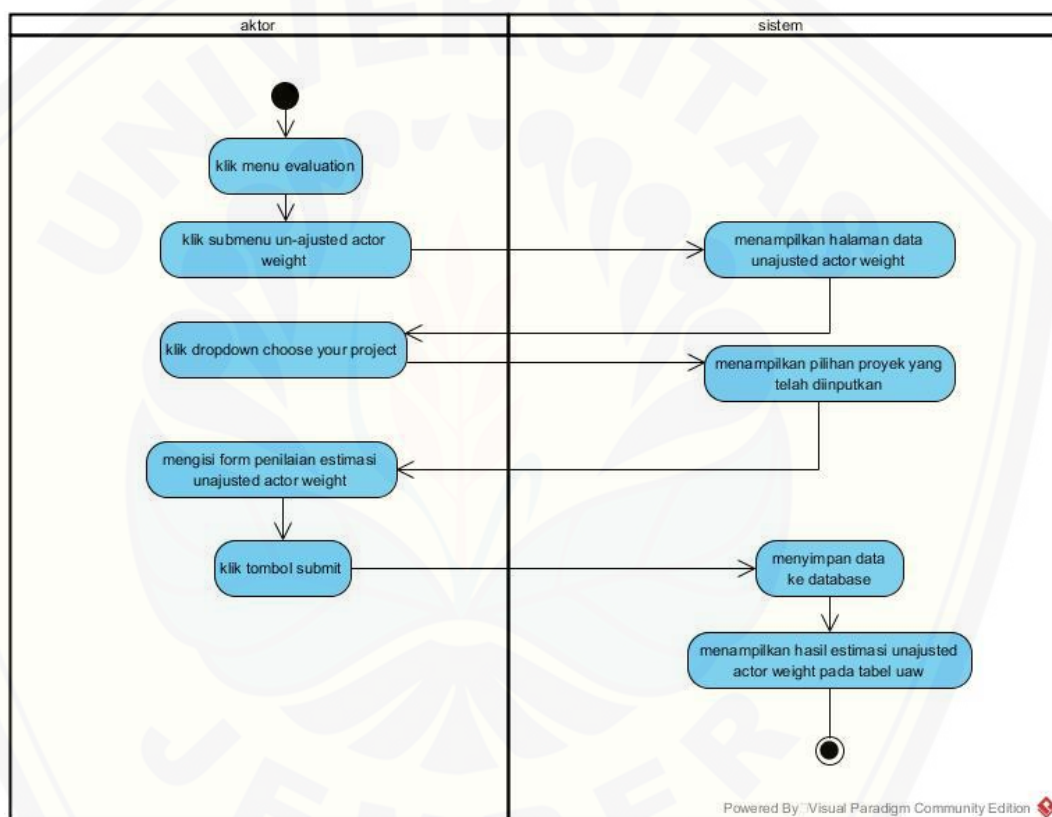 aktor
sistem
klik menu evaluation
klik submenu un-ajusted actor
weight
menampilkan halaman data
unajusted actor weight
klik dropdown choose your project
menampilkan pilihan proyek yang
telah diinputkan
mengisi form penilaian estimasi
unajusted actor weight
klik tombol submit
menyimpan data
ke database
menampilkan hasil estimasi unajusted
actor weight pada tabel uaw
Powered By Visual Paradigm Community Edition
UNIVERSITAS
JEMBER